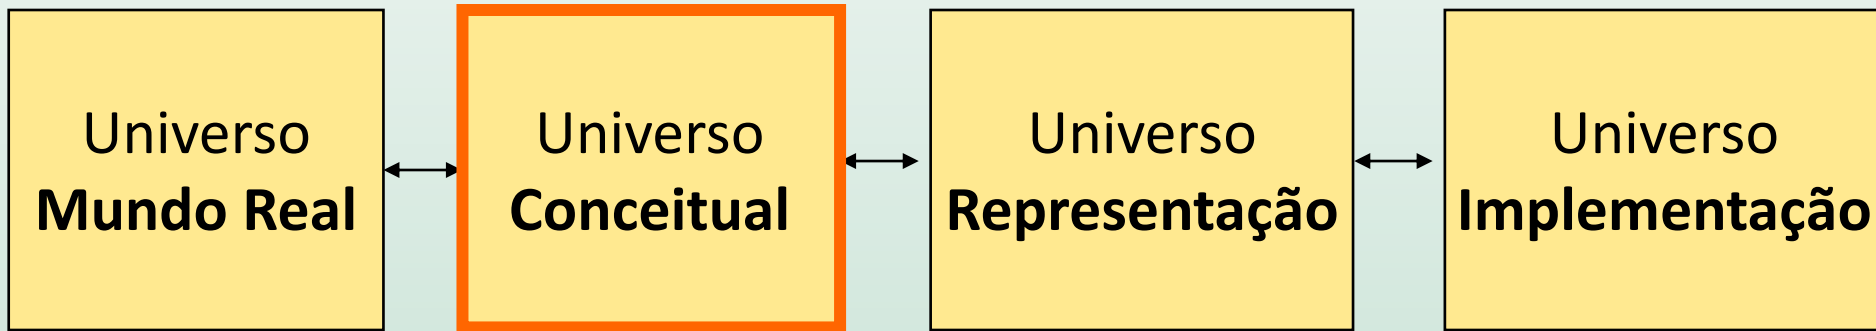 Universo
Mundo Real
Universo
Conceitual
Universo
Representação
Universo
Implementação